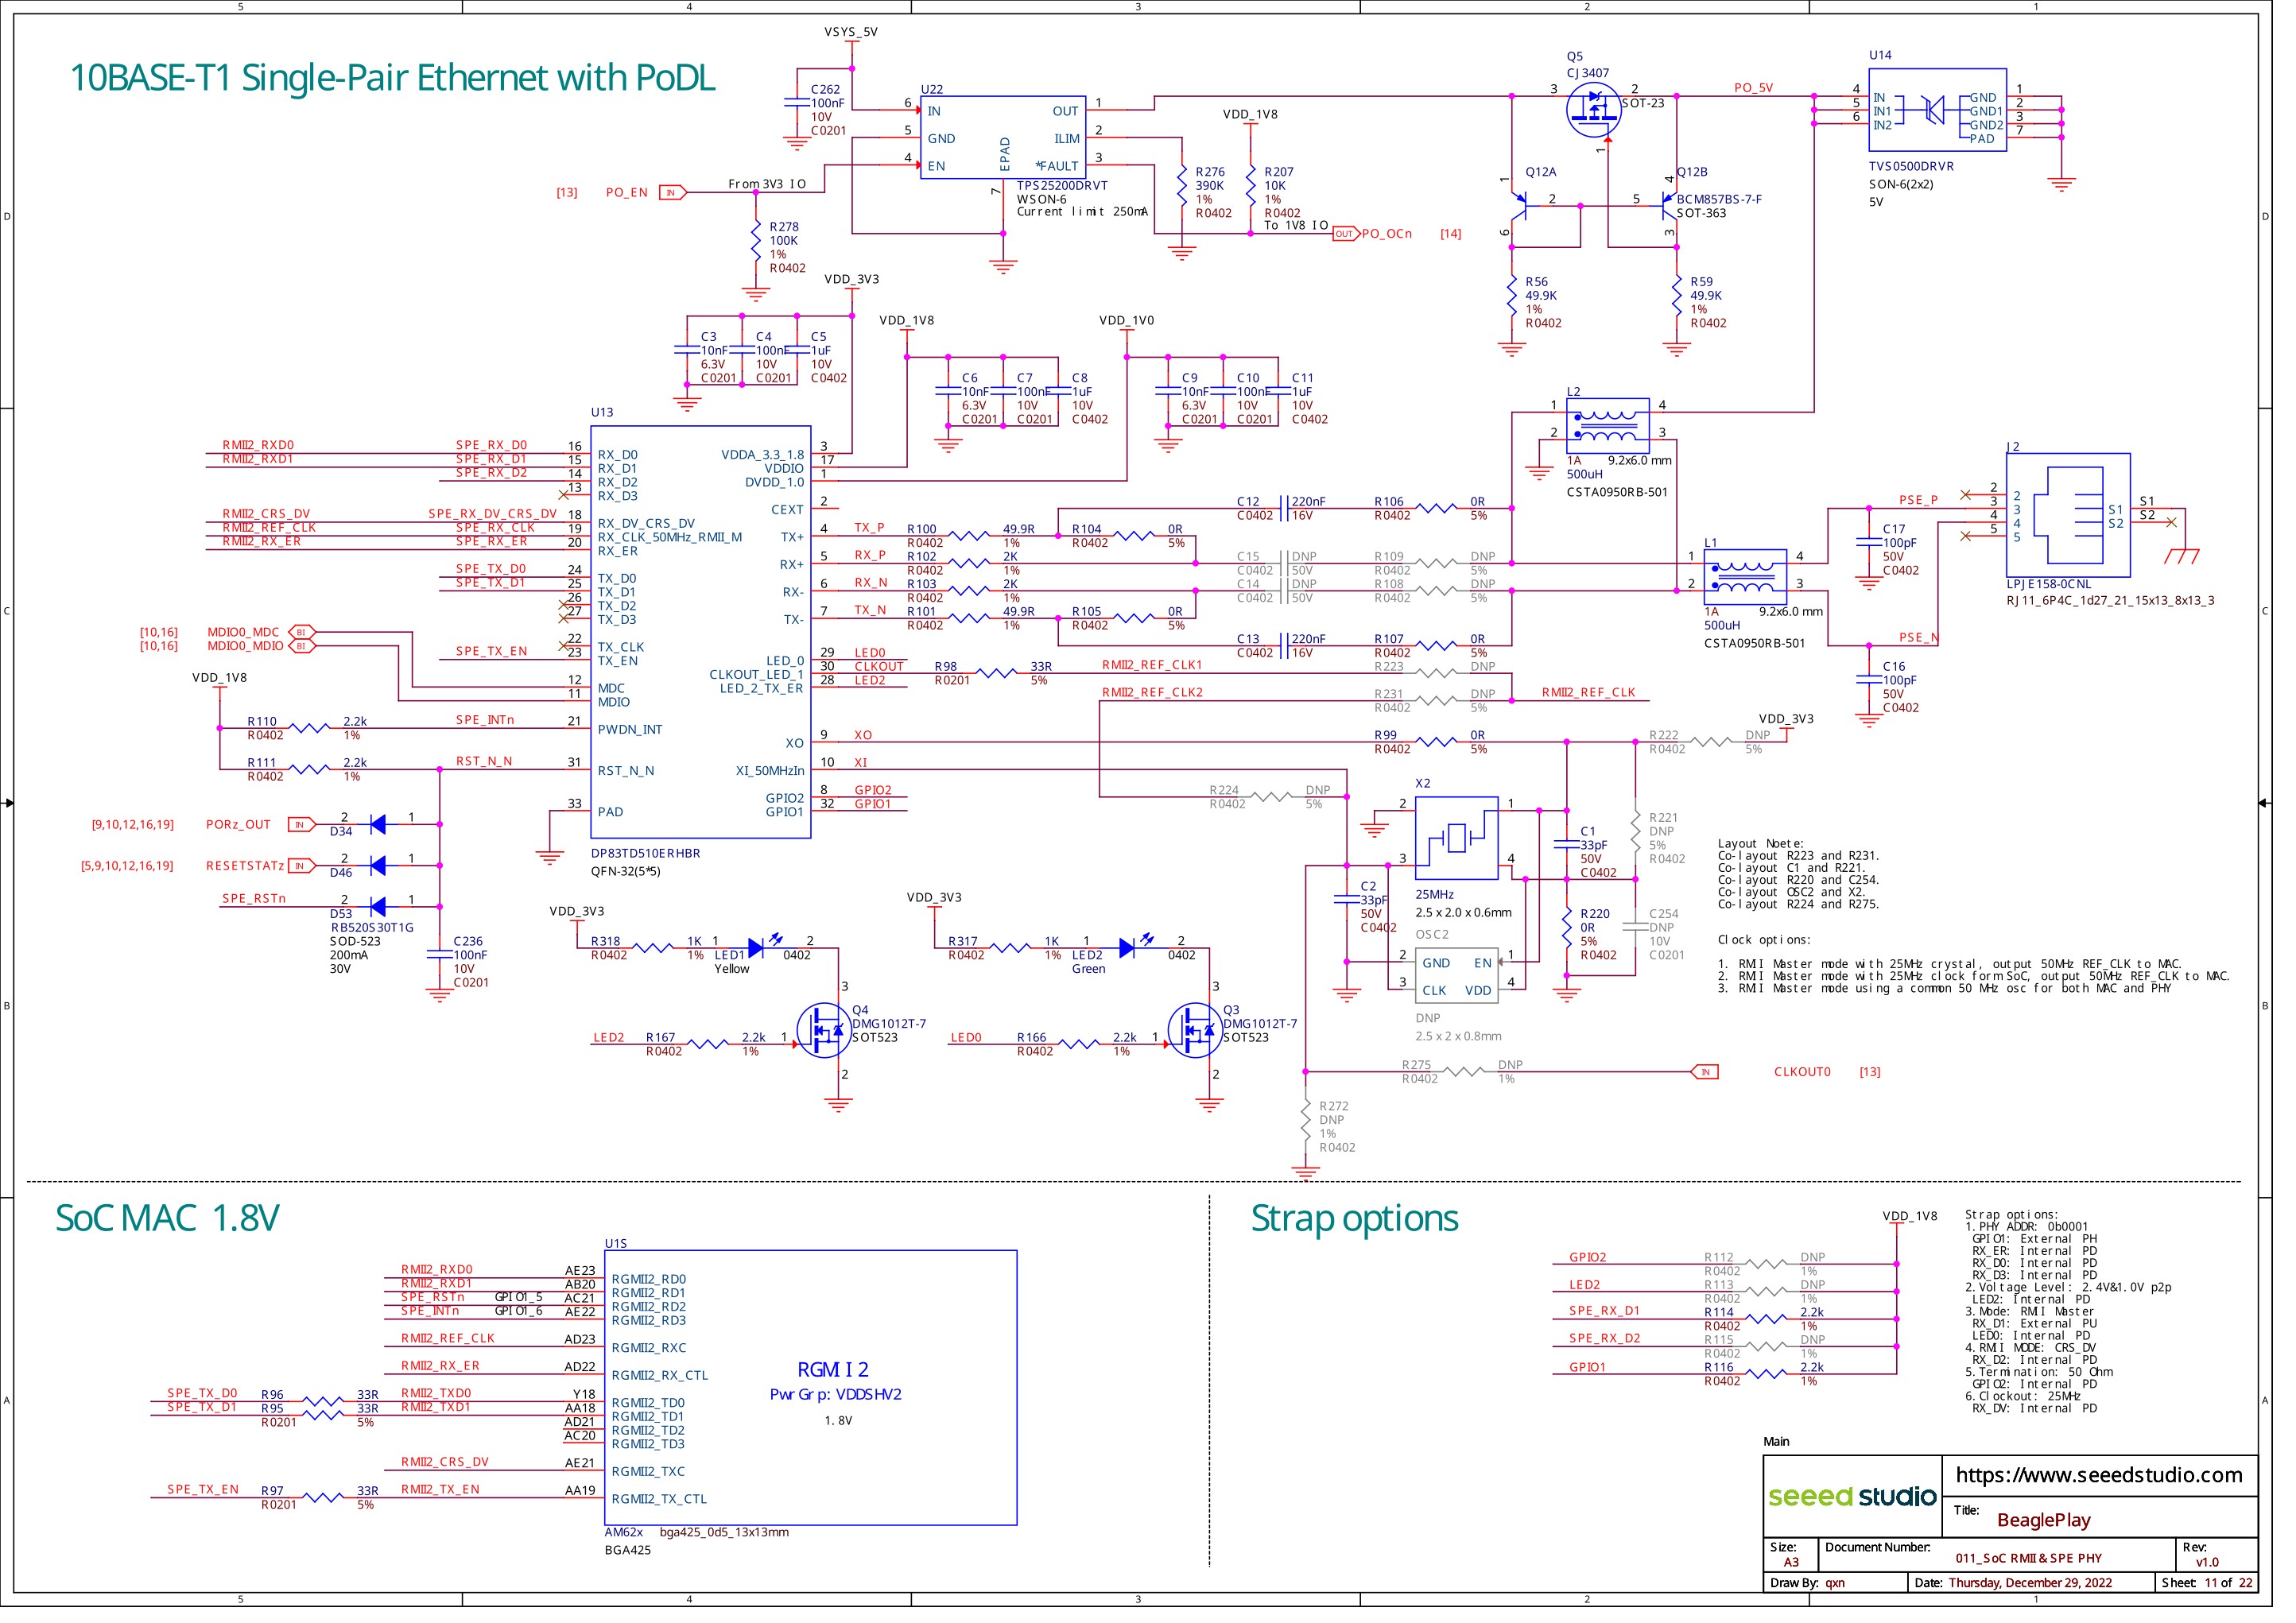 5
4
3
2
1
10BASE-T1 Single-Pair Ethernet with PoDL
VSYS_5V
C262
100nF
10V
C0201
U22
6
IN
5
GND
4
EN
EPAD
7
OUT
1
ILIM
2
*FAULT
3
TPS25200DRVT
WSON-6
Current limit 250mA
[13]
PO_EN
IN
From 3V3 IO
R278
100K
1%
R0402
R276
390K
1%
R0402
VDD_1V8
R207
10K
1%
R0402
To 1V8 IO
OUT
PO_OCn
[14]
Q5
CJ3407
3
2
1
SOT-23
PO_5V
Q12A
1
2
6
Q12B
4
5
3
BCM857BS-7-F
SOT-363
R56
49.9K
1%
R0402
R59
49.9K
1%
R0402
U14
4
IN
5
IN1
6
IN2
GND
1
GND1
2
GND2
3
PAD
7
TVS0500DRVR
SON-6(2x2)
5V
D
D
VDD_3V3
C3
10nF
6.3V
C0201
C4
100nF
10V
C0201
C5
1uF
10V
C0402
VDD_1V8
C6
10nF
6.3V
C0201
C7
100nF
10V
C0201
C8
1uF
10V
C0402
VDD_1V0
C9
10nF
6.3V
C0201
C10
100nF
10V
C0201
C11
1uF
10V
C0402
U13
RMII2_RXD0 SPE_RX_D0 16 RX_D0
RMII2_RXD1 SPE_RX_D1 15 RX_D1
SPE_RX_D2 14 RX_D2
13 RX_D3
RMII2_CRS_DV SPE_RX_DV_CRS_DV 18 RX_DV_CRS_DV
RMII2_REF_CLK SPE_RX_CLK 19 RX_CLK_50MHz_RMII_M
RMII2_RX_ER SPE_RX_ER 20 RX_ER
SPE_TX_D0 24 TX_D0
SPE_TX_D1 25 TX_D1
26 TX_D2
27 TX_D3
22 TX_CLK
SPE_TX_EN 23 TX_EN
[10,16] MDIO0_MDC BI
[10,16] MDIO0_MDIO BI
12 MDC
11 MDIO
VDD_1V8
R110 2.2k SPE_INTn 21 PWDN_INT
R0402 1%
R111 2.2k RST_N_N 31 RST_N_N
R0402 1%
33 PAD
VDDA_3.3_1.8 3
VDDIO 17
DVDD_1.0 1
CEXT 2
TX+ 4 TX_P
RX+ 5 RX_P
RX- 6 RX_N
TX- 7 TX_N
LED_0 29 LED0
CLKOUT_LED_1 30 CLKOUT
LED_2_TX_ER 28 LED2
XO 9 XO
XI_50MHzIn 10 XI
GPIO2 8 GPIO2
GPIO1 32 GPIO1
DP83TD510ERHBR
QFN-32(5*5)
R100 49.9R R104 0R
R0402 1% R0402 5%
R102 2K
R0402 1%
R103 2K
R0402 1%
R101 49.9R R105 0R
R0402 1% R0402 5%
C12 220nF R106 0R
C0402 16V R0402 5%
C15 DNP R109 DNP
C0402 50V R0402 5%
C14 DNP R108 DNP
C0402 50V R0402 5%
C13 220nF R107 0R
C0402 16V R0402 5%
R98 33R RMII2_REF_CLK1 R223 DNP
R0201 5% R0402 5%
RMII2_REF_CLK2 R231 DNP RMII2_REF_CLK
R0402 5%
R99 0R
R0402 5%
R222 DNP
R0402 5%
VDD_3V3
L2
1
4
2
3
1A 9.2x6.0 mm
500uH
CSTA0950RB-501
L1
1
4
2
3
1A 9.2x6.0 mm
500uH
CSTA0950RB-501
PSE_P
C17
100pF
50V
C0402
PSE_N
C16
100pF
50V
C0402
J2
2 2
3 3
4 4
5 5
S1 S1
S2 S2
LPJE158-0CNL
RJ11_6P4C_1d27_21_15x13_8x13_3
C
C
[9,10,12,16,19] PORz_OUT IN 2 1
D34
[5,9,10,12,16,19] RESETSTATz IN 2 1
D46
SPE_RSTn 2 1
D53
RB520S30T1G
SOD-523
200mA
30V
C236
100nF
10V
C0201
VDD_3V3
R318 1K 1 2
R0402 1% LED1 0402
Yellow
3
Q4
DMG1012T-7
SOT523
LED2 R167 2.2k 1
R0402 1%
2
VDD_3V3
R317 1K 1 2
R0402 1% LED2 0402
Green
3
Q3
DMG1012T-7
SOT523
LED0 R166 2.2k 1
R0402 1%
2
R224 DNP
R0402 5%
X2
2
1
3
4
25MHz
2.5 x 2.0 x 0.6mm
C1
33pF
50V
C0402
C2
33pF
50V
C0402
R221
DNP
5%
R0402
R220
0R
5%
R0402
C254
DNP
10V
C0201
OSC2
2 GND EN 1
3 CLK VDD 4
DNP
2.5 x 2 x 0.8mm
R275 DNP
R0402 1%
IN
CLKOUT0
[13]
R272
DNP
1%
R0402
Layout Noete:
Co-layout R223 and R231.
Co-layout C1 and R221.
Co-layout R220 and C254.
Co-layout OSC2 and X2.
Co-layout R224 and R275.
Clock options:
1. RMII Master mode with 25MHz crystal, output 50MHz REF_CLK to MAC.
2. RMII Master mode with 25MHz clock form SoC, output 50MHz REF_CLK to MAC.
3. RMII Master mode using a common 50 MHz osc for both MAC and PHY
B
B
SoC MAC 1.8V
U1S
RMII2_RXD0 AE23 RGMII2_RD0
RMII2_RXD1 AB20 RGMII2_RD1
SPE_RSTn GPIO1_5 AC21 RGMII2_RD2
SPE_INTn GPIO1_6 AE22 RGMII2_RD3
RMII2_REF_CLK AD23 RGMII2_RXC
RMII2_RX_ER AD22 RGMII2_RX_CTL
SPE_TX_D0 R96 33R RMII2_TXD0 Y18 RGMII2_TD0
SPE_TX_D1 R95 33R RMII2_TXD1 AA18 RGMII2_TD1
R0201 5% AD21 RGMII2_TD2
AC20 RGMII2_TD3
RMII2_CRS_DV AE21 RGMII2_TXC
SPE_TX_EN R97 33R RMII2_TX_EN AA19 RGMII2_TX_CTL
R0201 5%
RGMII 2
PwrGrp: VDDSHV2
1.8V
AM62x bga425_0d5_13x13mm
BGA425
Strap options
VDD_1V8
GPIO2 R112 DNP
R0402 1%
LED2 R113 DNP
R0402 1%
SPE_RX_D1 R114 2.2k
R0402 1%
SPE_RX_D2 R115 DNP
R0402 1%
GPIO1 R116 2.2k
R0402 1%
Strap options:
1.PHY ADDR: 0b0001
GPIO1: External PH
RX_ER: Internal PD
RX_D0: Internal PD
RX_D3: Internal PD
2.Voltage Level: 2.4V&1.0V p2p
LED2: Internal PD
3.Mode: RMII Master
RX_D1: External PU
LED0: Internal PD
4.RMII MODE: CRS_DV
RX_D2: Internal PD
5.Termination: 50 Ohm
GPIO2: Internal PD
6.Clockout: 25MHz
RX_DV: Internal PD
A
A
Main
seeed studio
https://www.seeedstudio.com
Title:
BeaglePlay
Size:
A3
Document Number:
011_SoC RMII & SPE PHY
Rev:
v1.0
Draw By: qxn
Date: Thursday, December 29, 2022
Sheet: 11 of 22
5
4
3
2
1